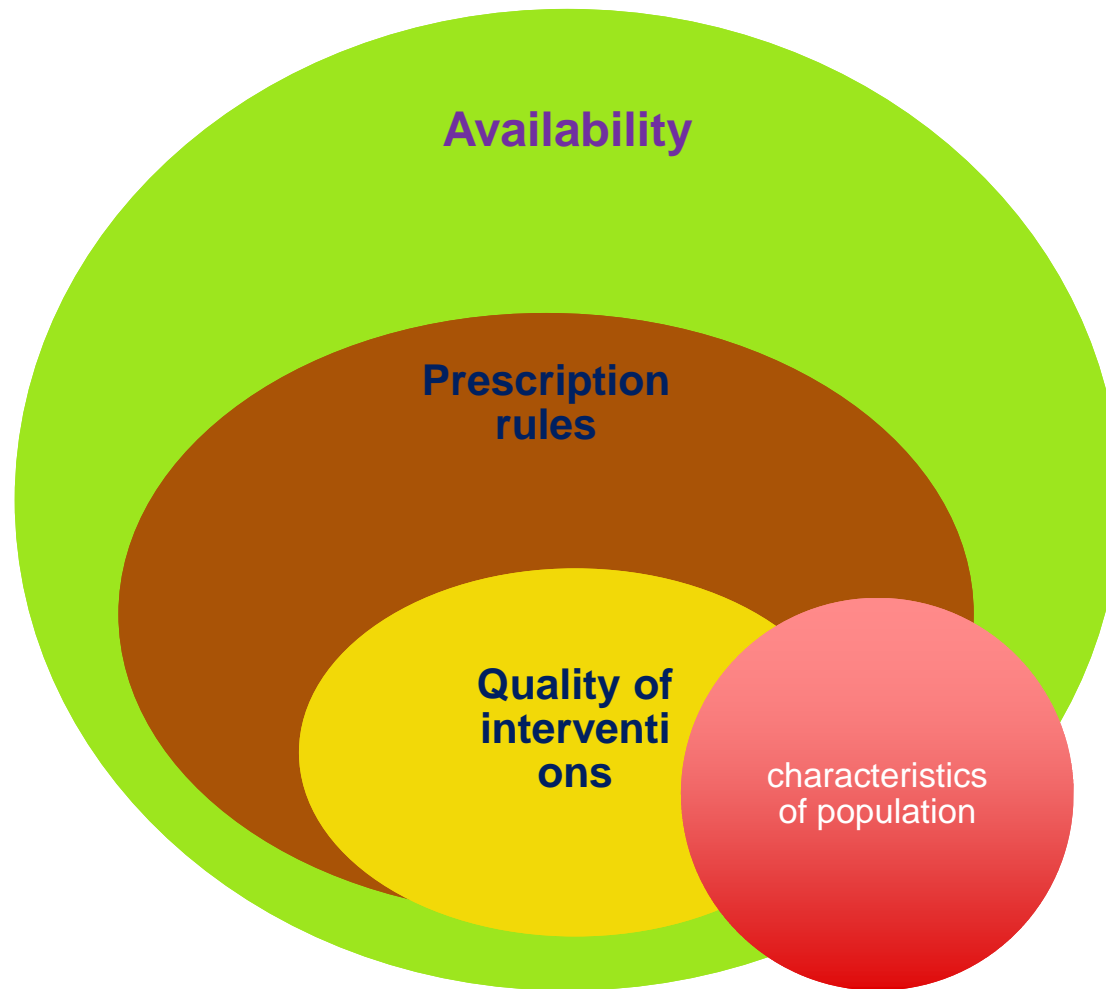 Availability
Prescription
rules
Quality of
interventi
ons
characteristics
of population